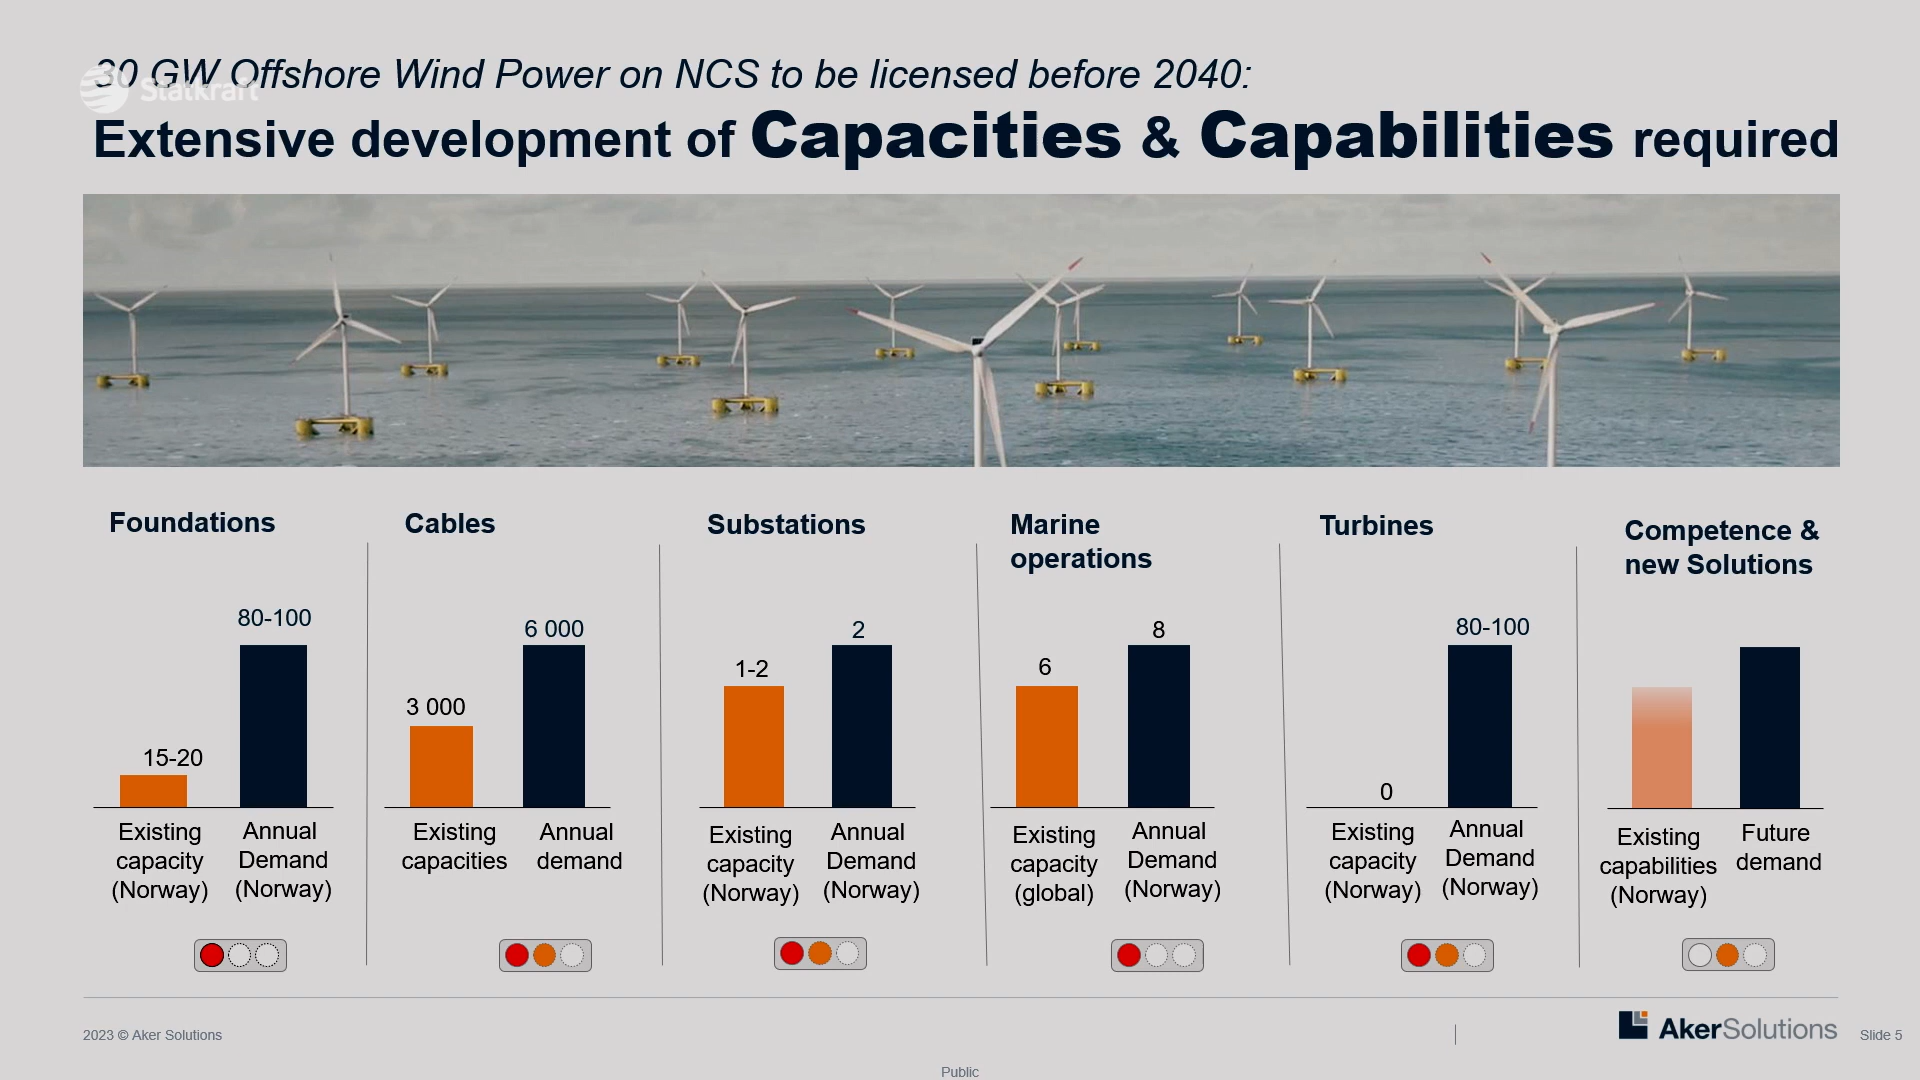 30 GW Offshore Wind Power on NCS to be licensed before 2040:
Statkraft
Extensive development of Capacities & Capabilities required
Foundations
80-100
15-20
Existing
capacity
(Norway)
Annual
Demand
(Norway)
Cables
6 000
3 000
Existing
capacities
Annual
demand
Substations
2
1-2
Existing
capacity
(Norway)
Annual
Demand
(Norway)
Marine
operations
8
6
Existing
capacity
(global)
Annual
Demand
(Norway)
Turbines
80-100
0
Existing
capacity
(Norway)
Annual
Demand
(Norway)
Competence &
new Solutions
Existing
capabilities
(Norway)
Future
demand
2023 © Aker Solutions
AkerSolutions
Slide 5
Public